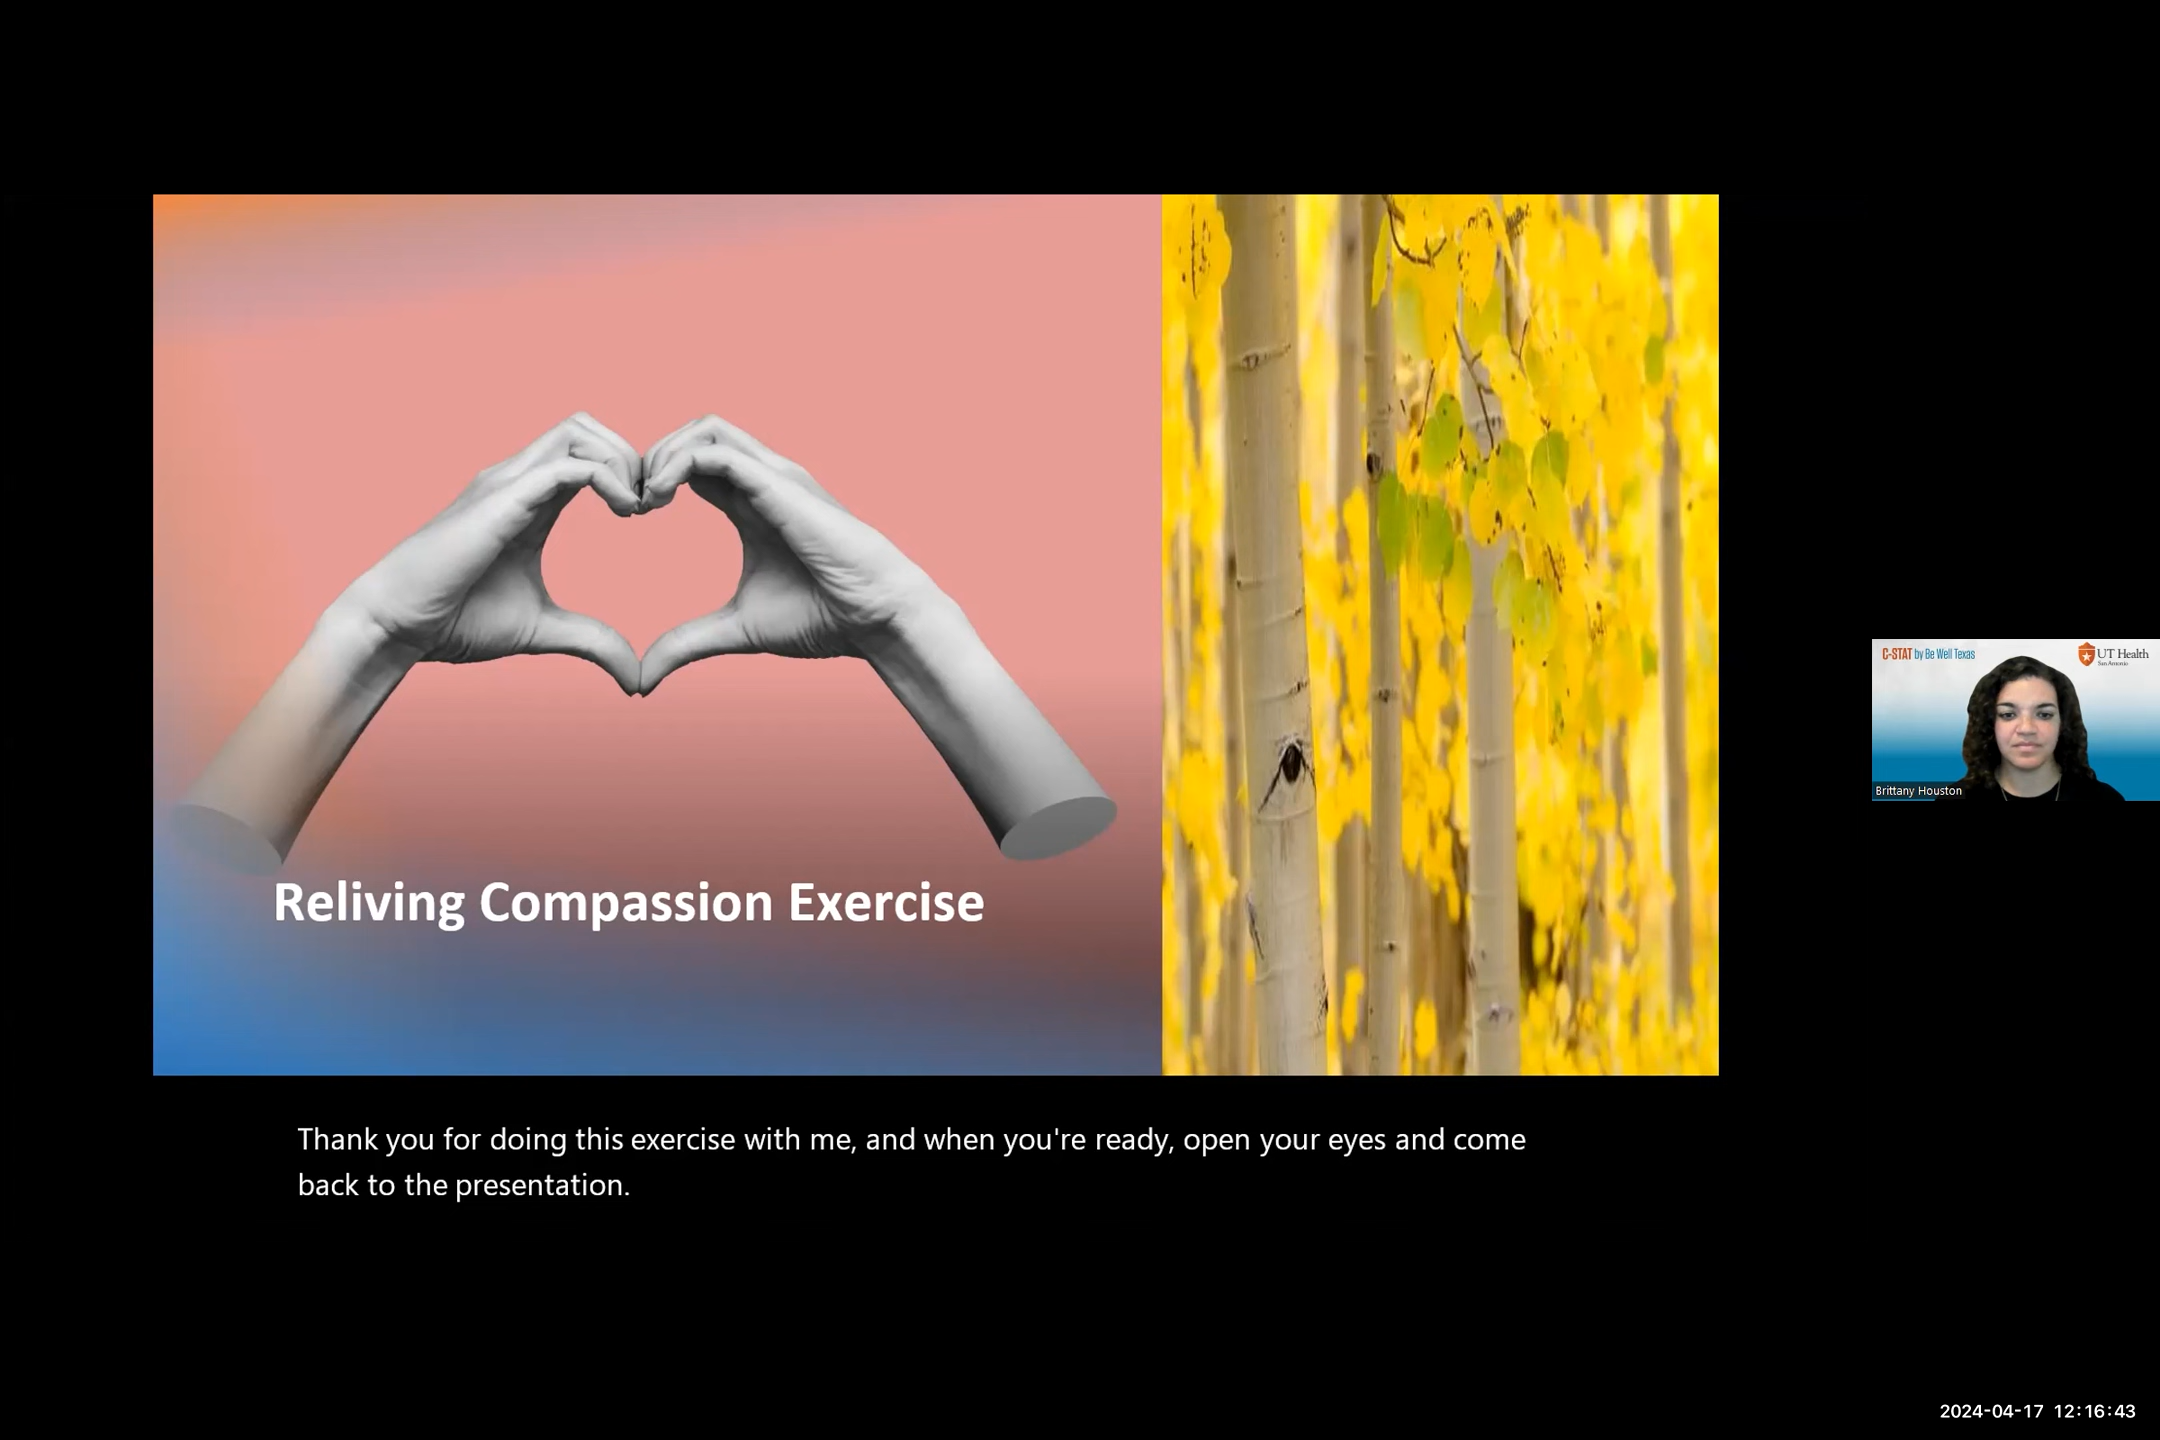 Reliving Compassion Exercise
C-STAT by Be Well Texas
UT Health
San Antonio
Brittany Houston
Thank you for doing this exercise with me, and when you're ready, open your eyes and come
back to the presentation.
2024-04-17 12:16:43